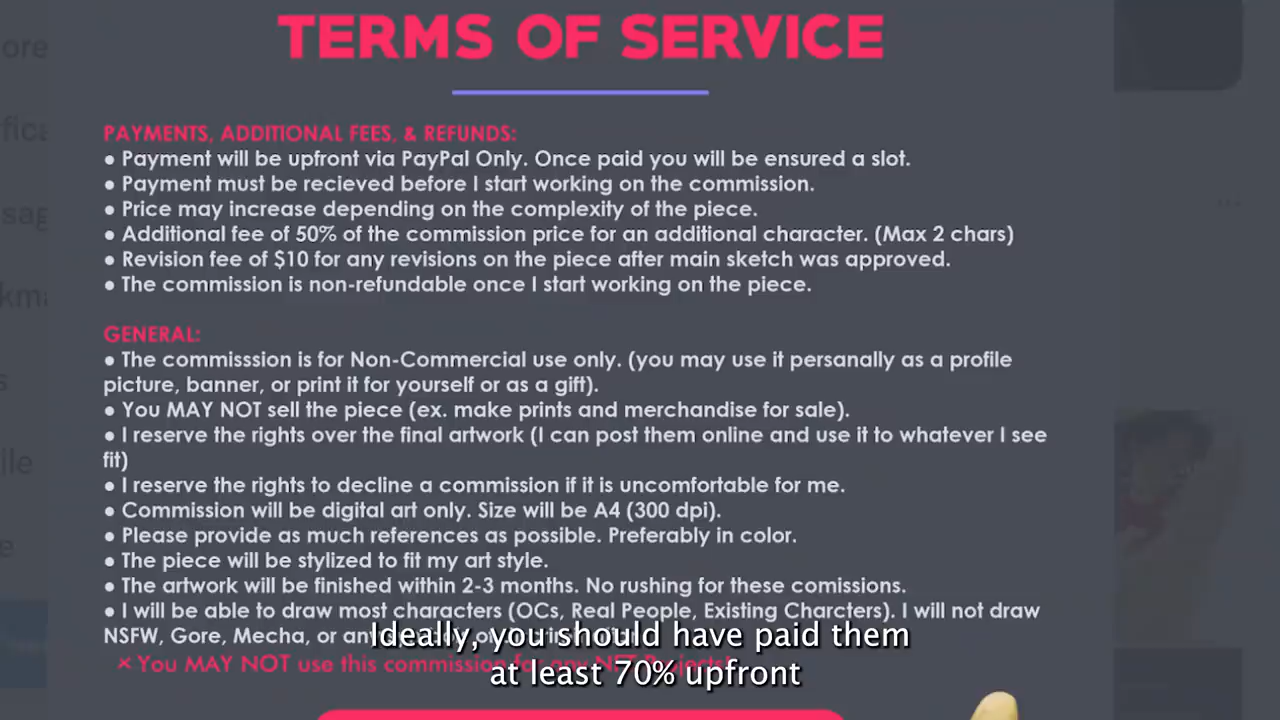 TERMS OF SERVICE
ore
PAYMENTS, ADDITIONAL FEES, & REFUNDS:
● Payment will be upfront via PayPal Only. Once paid you will be ensured a slot.
● Payment must be recieved before I start working on the commission.
● Price may increase depending on the complexity of the piece.
● Additional fee of 50% of the commission price for an additional character. (Max 2 chars)
● Revision fee of $10 for any revisions on the piece after main sketch was approved.
● The commission is non-refundable once I start working on the piece.
GENERAL:
● The commisssion is for Non-Commercial use only. (you may use it persanally as a profile
picture, banner, or print it for yourself or as a gift).
● You MAY NOT sell the piece (ex. make prints and merchandise for sale).
● I reserve the rights over the final artwork (I can post them online and use it to whatever I see
fit)
● I reserve the rights to decline a commission if it is uncomfortable for me.
● Commission will be digital art only. Size will be A4 (300 dpi).
● Please provide as much references as possible. Preferably in color.
● The piece will be stylized to fit my art style.
● The artwork will be finished within 2-3 months. No rushing for these comissions.
● I will be able to draw most characters (OCs, Real People, Existing Charcters). I will not draw
NSFW, Gore, Mecha, or
× You MAY NOT use this commission for any NFT Projects!
Ideally, you should have paid them
at least 70% upfront